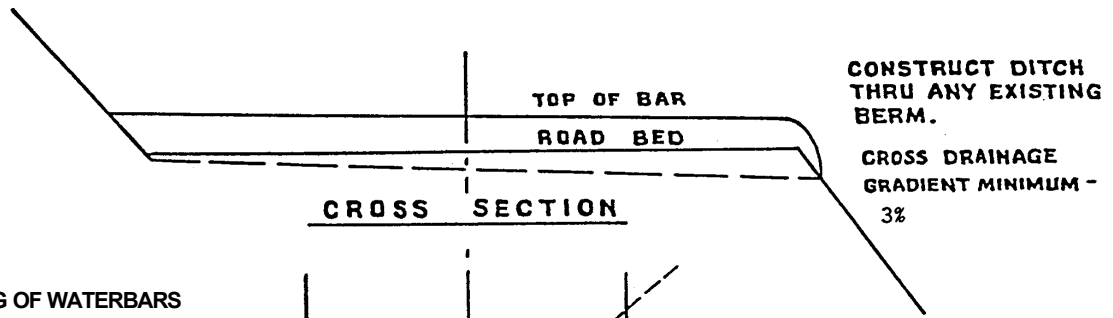 TOP OF BAR
ROAD BED
CONSTRUCT DITCH
THRU ANY EXISTING
BERM.
CROSS DRAINAGE
GRADIENT MINIMUM -
3%
CROSS SECTION
OF WATERBARS